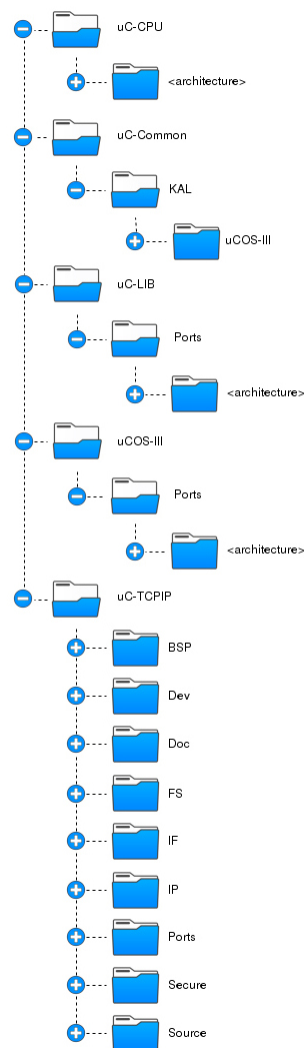 uC-CPU
<architecture>
uC-Common
KAL
uCOS-III
uC-LIB
Ports
<architecture>
uCOS-III
Ports
<architecture>
uC-TCPIP
BSP
Dev
Doc
FS
IF
IP
Ports
Secure
Source